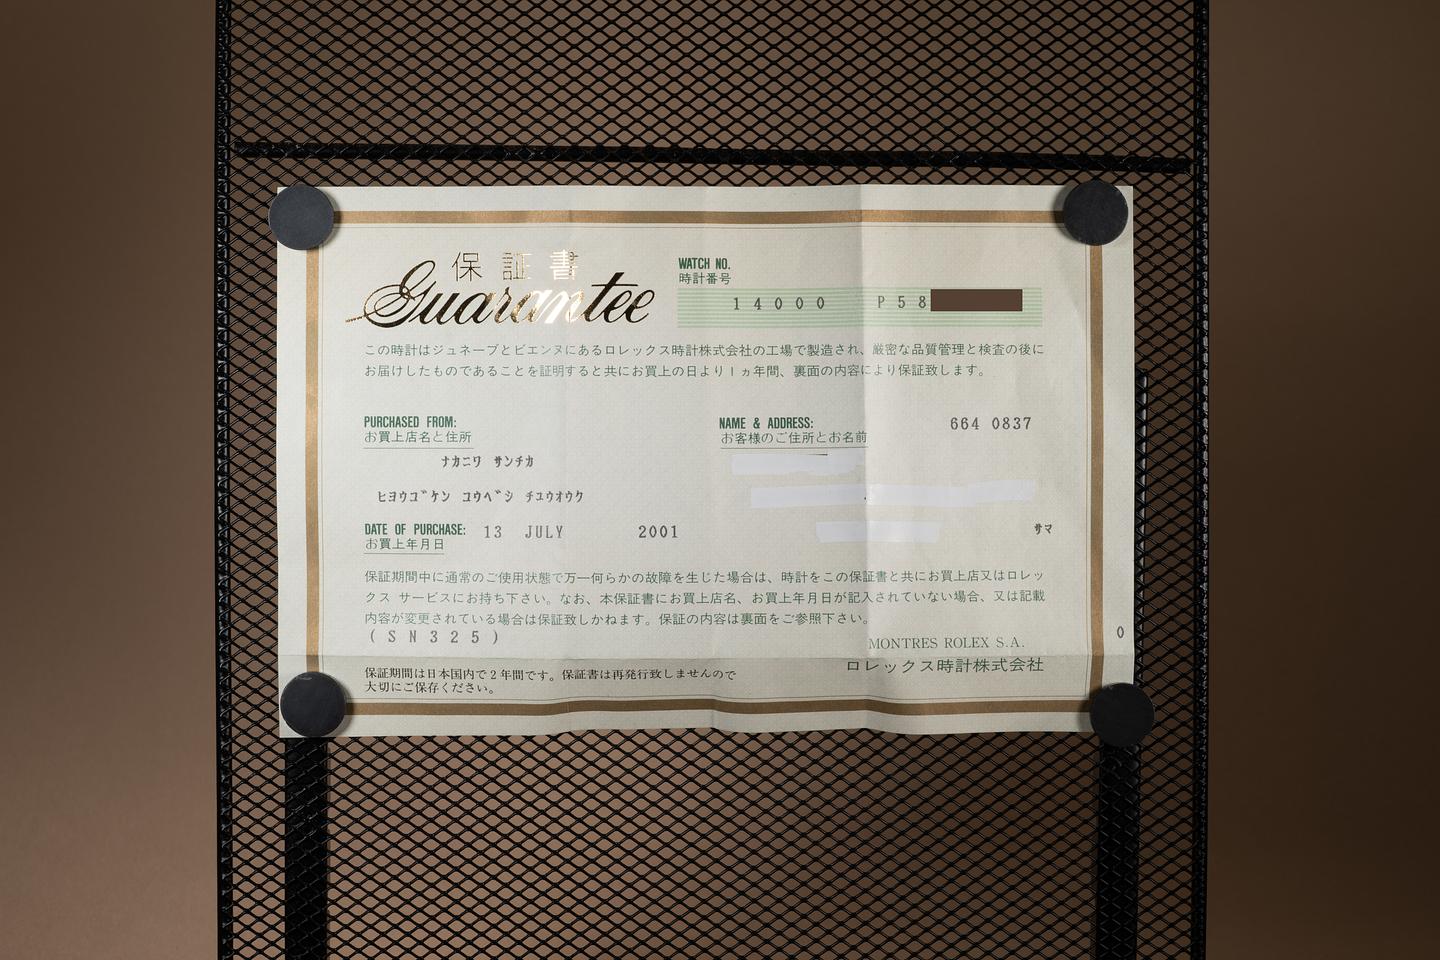 保証書
Guarantee
WATCH NO.
時計番号
14000 P58
この時計はジュネーブとビエンヌにあるロレックス時計株式会社の工場で製造され、厳密な品質管理と検査の後に
お届けしたものであることを証明すると共にお買上の日より1ヵ年間、裏面の内容により保証致します。
PURCHASED FROM:
お買上店名と住所
ナカニワ サンチカ
ヒヨウゴケン コウベシ チユウオウク
NAME & ADDRESS: 664 0837
お客様のご住所とお名前
サマ
DATE OF PURCHASE: 13 JULY 2001
お買上年月日
保証期間中に通常のご使用状態で万一何らかの故障を生じた場合は、時計をこの保証書と共にお買上店又はロレッ
クス サービスにお持ち下さい。なお、本保証書にお買上店名、お買上年月日が記入されていない場合、又は記載
内容が変更されている場合は保証致しかねます。保証の内容は裏面をご参照下さい。
(SN325)
MONTRES ROLEX S.A.
ロレックス時計株式会社
0
保証期間は日本国内で2年間です。保証書は再発行致しませんので
大切にご保存ください。